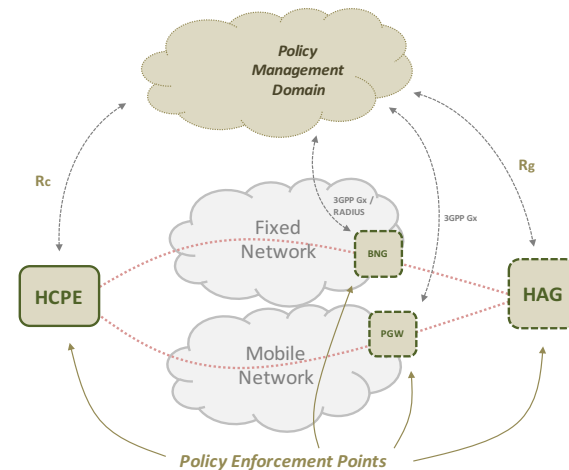 Policy
Management
Domain
Rc
Rg
3GPP Gx /
RADIUS
3GPP Gx
Fixed
Network
BNG
HCPE
HAG
PGW
Mobile
Network
Policy Enforcement Points